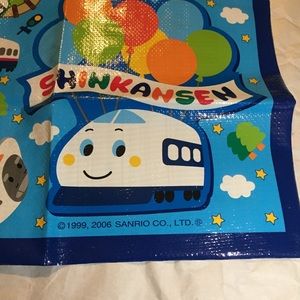 SHINKANSEN
©1999, 2006 SANRIO CO., LTD.®